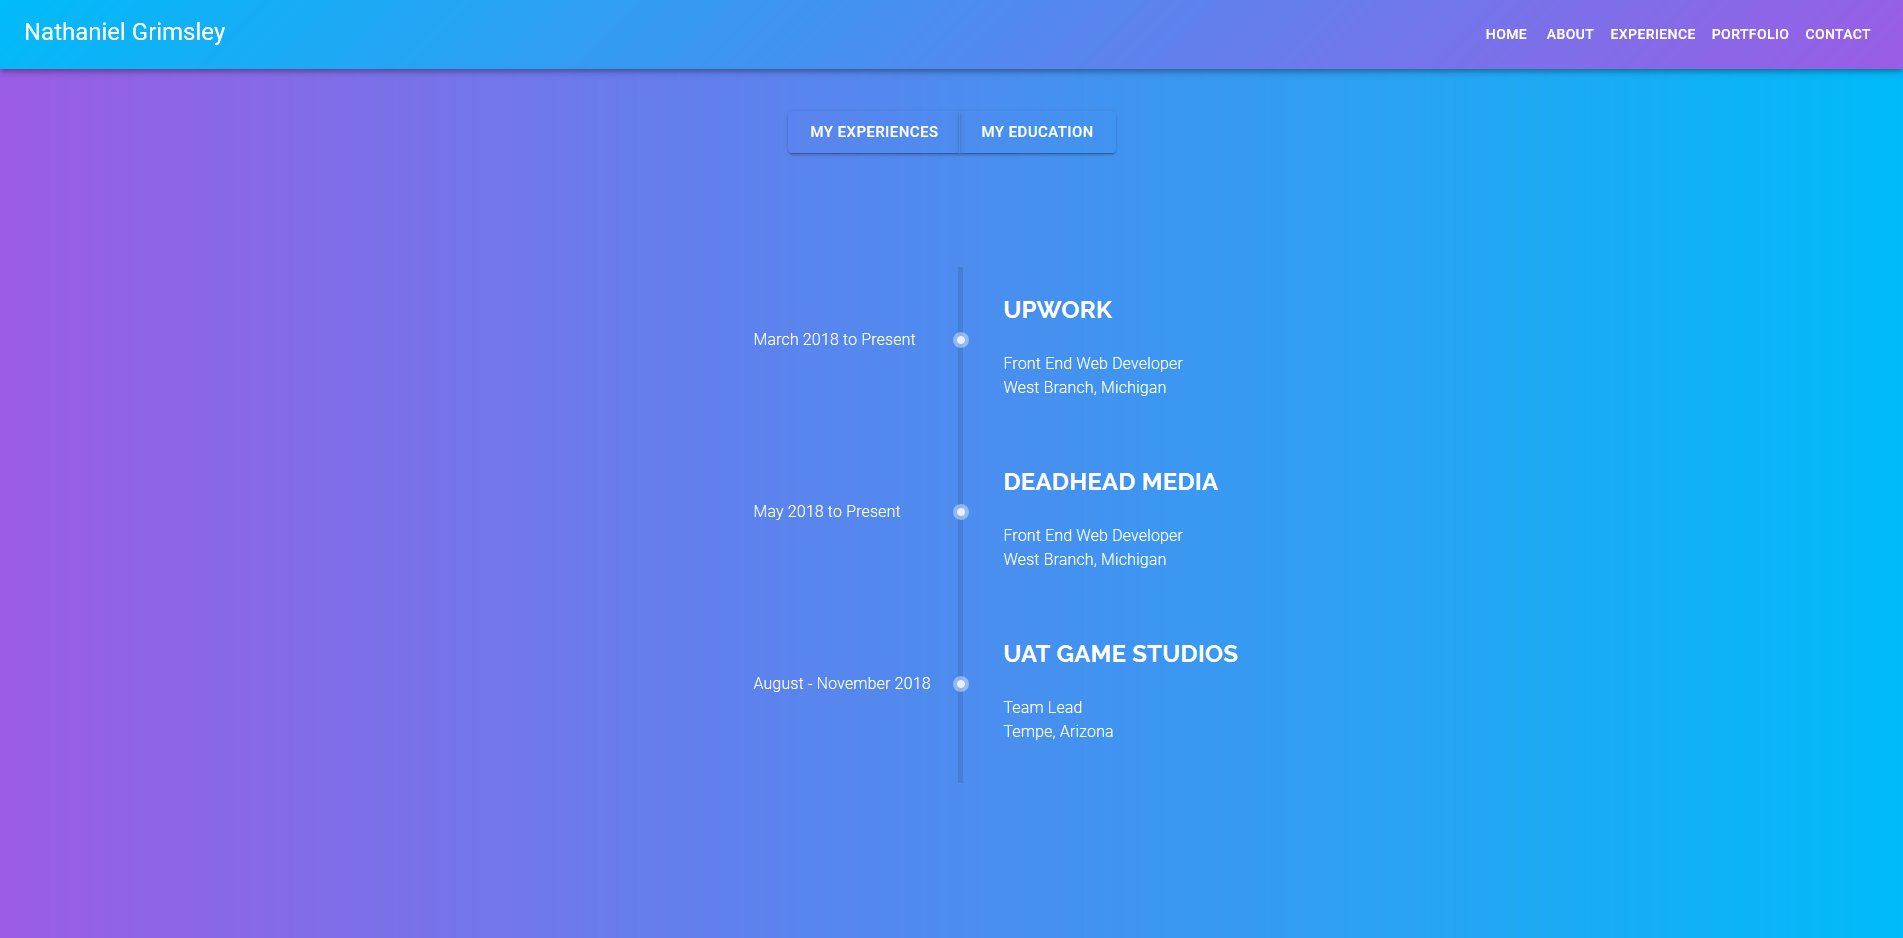 Nathaniel Grimsley
HOME ABOUT EXPERIENCE PORTFOLIO CONTACT
MY EXPERIENCES MY EDUCATION
March 2018 to Present
UPWORK
Front End Web Developer
West Branch, Michigan
May 2018 to Present
DEADHEAD MEDIA
Front End Web Developer
West Branch, Michigan
August - November 2018
UAT GAME STUDIOS
Team Lead
Tempe, Arizona